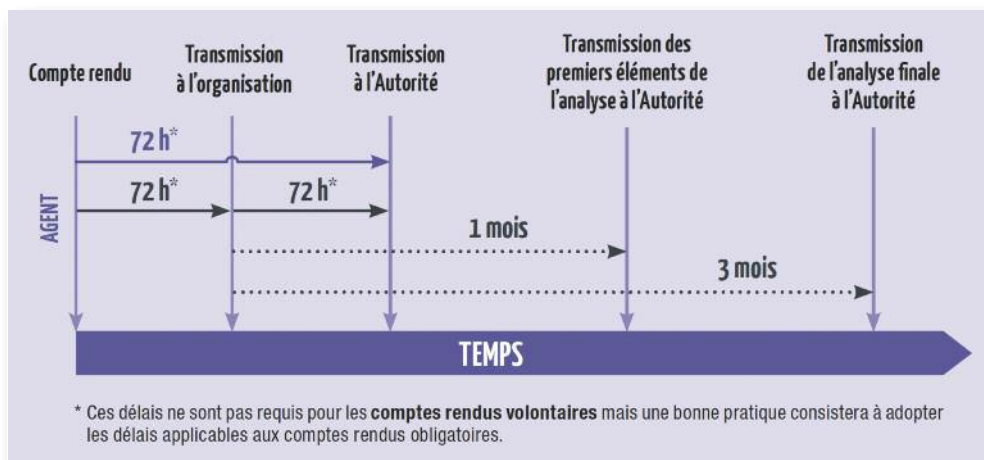 Compte rendu
Transmission
à l'organisation
Transmission
à l'Autorité
Transmission des
premiers éléments de
l'analyse à l'Autorité
Transmission
de l'analyse finale
à l'Autorité
AGENT
72 h*
72 h*
72 h*
1 mois
3 mois
TEMPS
* Ces délais ne sont pas requis pour les comptes rendus volontaires mais une bonne pratique consistera à adopter
les délais applicables aux comptes rendus obligatoires.